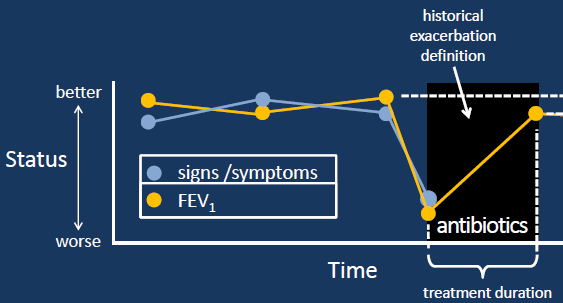 historical
exacerbation
definition
better
Status
signs /symptoms
FEV1
worse
antibiotics
Time
treatment duration